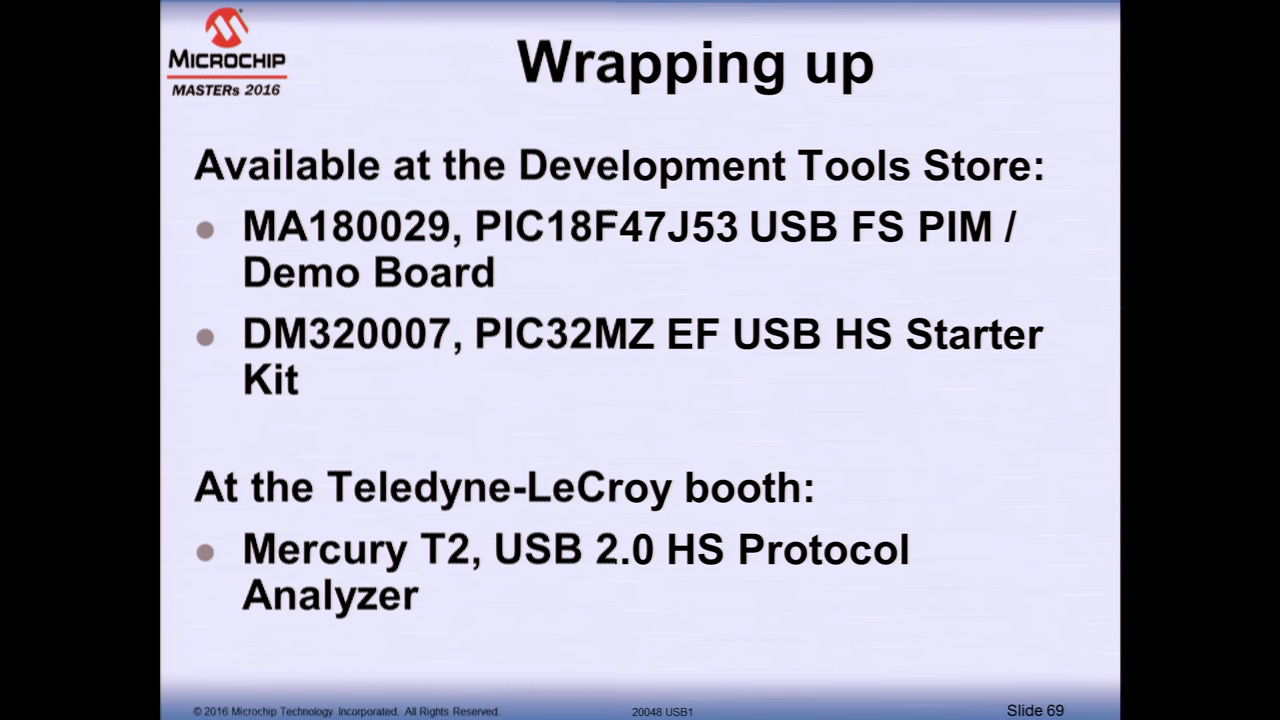 MICROCHIP
MASTERs 2016
Wrapping up
Available at the Development Tools Store:
MA180029, PIC18F47J53 USB FS PIM /
Demo Board
DM320007, PIC32MZ EF USB HS Starter
Kit
At the Teledyne-LeCroy booth:
Mercury T2, USB 2.0 HS Protocol
Analyzer
© 2016 Microchip Technology Incorporated. All Rights Reserved.
20048 USB1
Slide 69